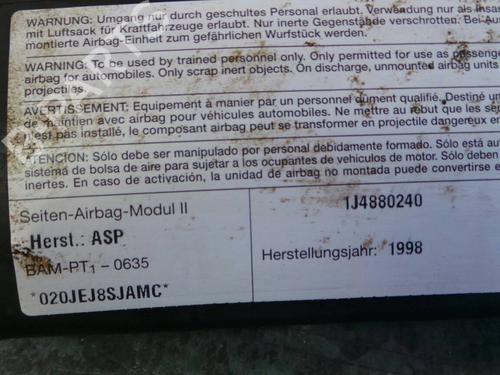 WARNUNG: Umgang nur durch geschultes Personal erlaubt. Verwendung nur als Insas
mit Luftsack für Kraftfahrzeuge erlaubt. Nur inerte Gegenstände verschrotten. Bei Au
montierte Airbag-Einheit zum gefährlichen Wurfstück werden.
WARNING: To be used by trained personnel only. Only permitted for use as passenge
airbag for automobiles. Only scrap inert objects. On discharge, unmounted airbag units
projectiles.
AVERTISSEMENT: Equipement à manier par un personnel dûment qualifié. Destiné un
de maintien avec airbag pour véhicules automobiles. Ne mettre au rebut que les sé
n'est pas installé, le composant airbag peut se transformer en projectile dangereux en
ATENCION: Sólo debe ser manipulado por personal debidamente formado. Sólo deb
sistema de bolsa de aire para sujetar a los ocupantes de vehículos de motor. Sólo debe
inertes. En caso de activación, la unidad de airbag no montada puede convertirse e
Seiten-Airbag-Modul II
1J4880240
Herst.: ASP
Herstellungsjahr: 1998
BAM-PT1 - 0635
*020JEJ8SJAMC*